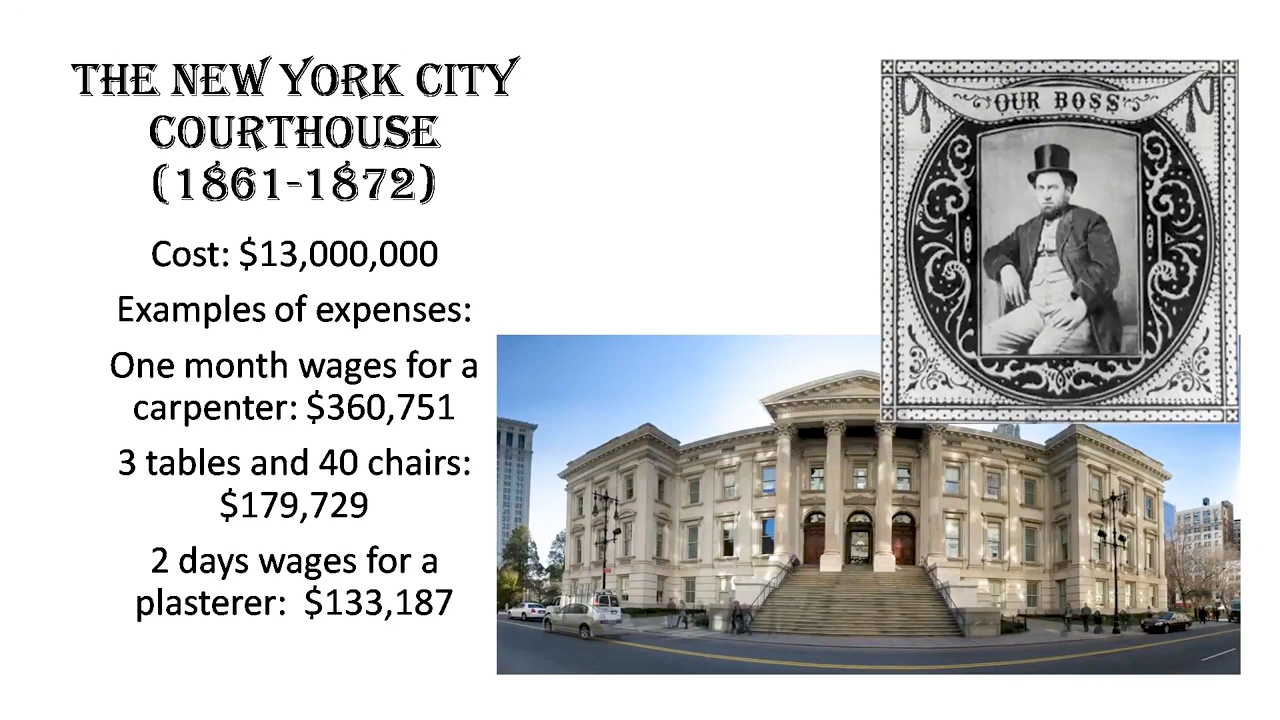 THE NEW YORK CITY
COURTHOUSE
(1861-1872)
Cost: $13,000,000
Examples of expenses:
One month wages for a
carpenter: $360,751
3 tables and 40 chairs:
$179,729
2 days wages for a
plasterer:  $133,187
OUR BOSS